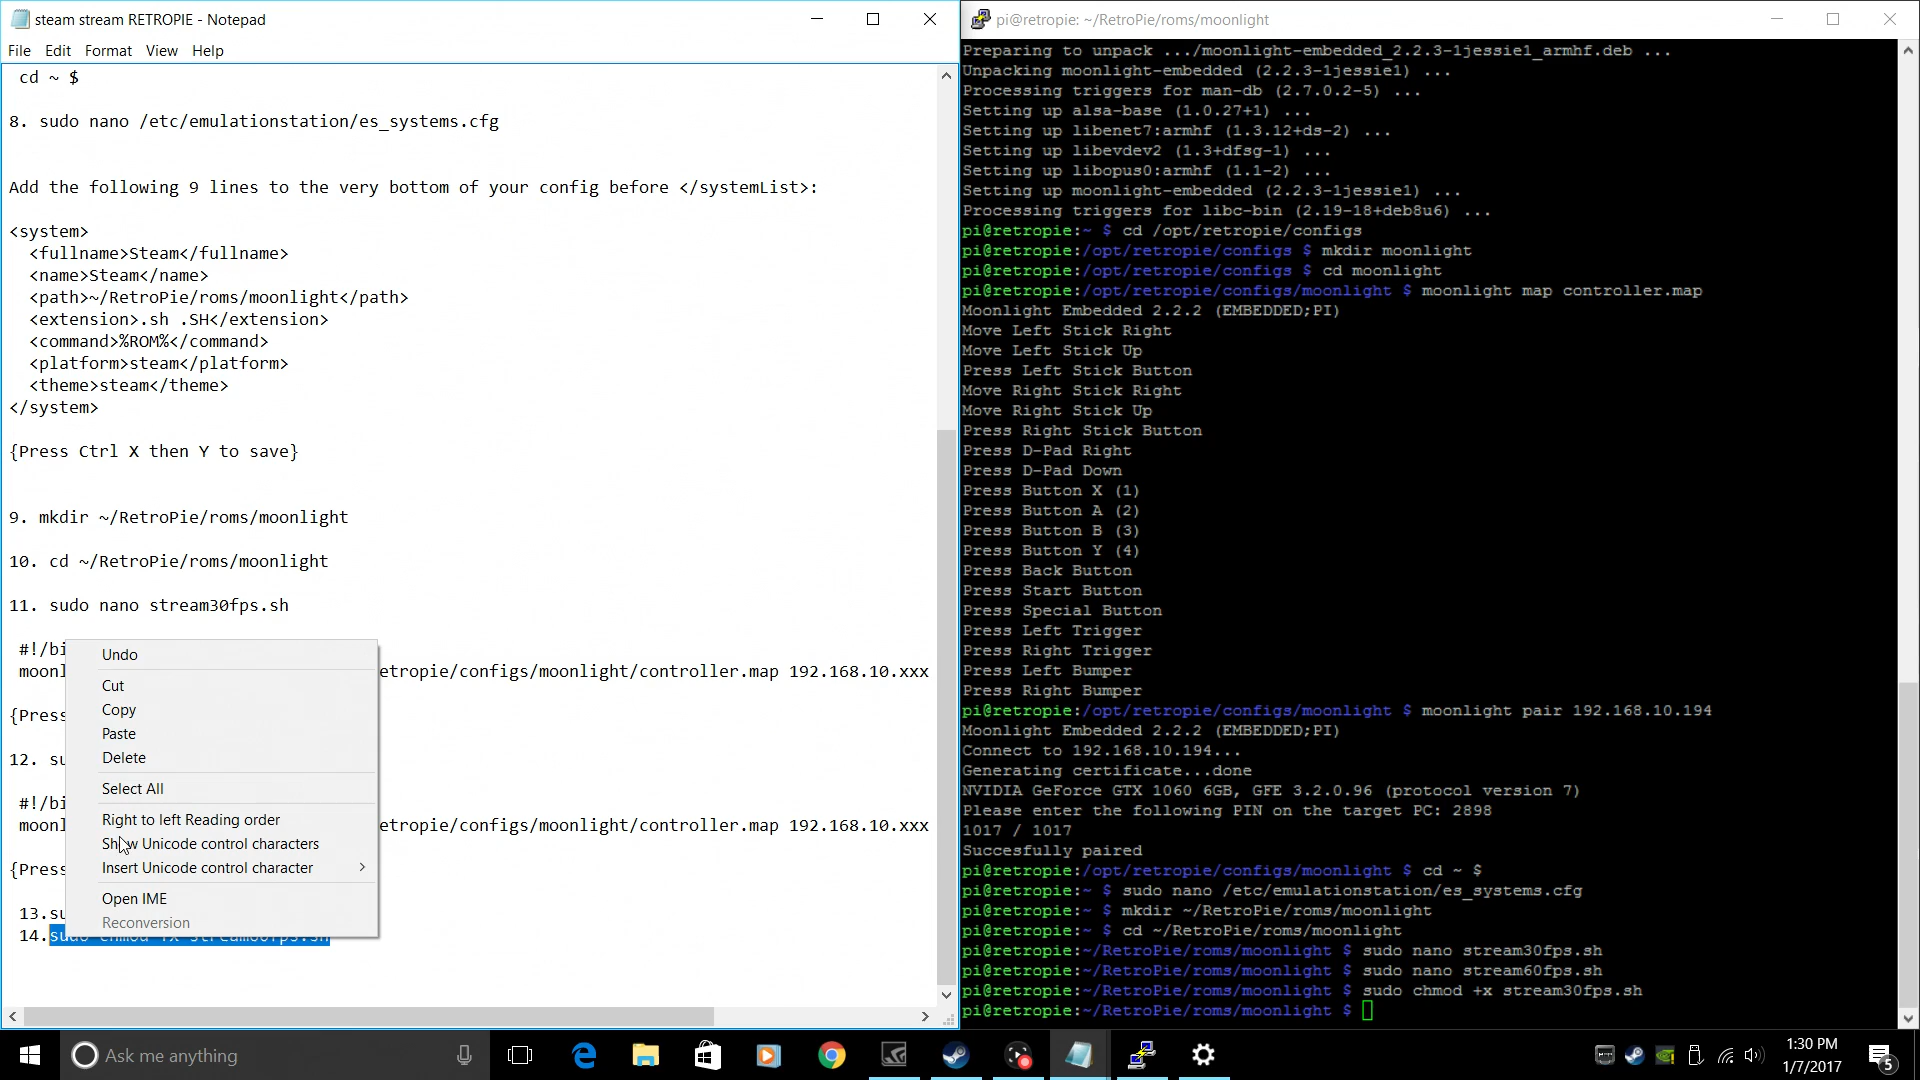 steam stream RETROPIE - Notepad
File Edit Format View Help
cd ~ $
8. sudo nano /etc/emulationstation/es_systems.cfg
Add the following 9 lines to the very bottom of your config before </systemList>:
<system>
<fullname>Steam</fullname>
<name>Steam</name>
<path>~/RetroPie/roms/moonlight</path>
<extension>.sh .SH</extension>
<command>%ROM%</command>
<platform>steam</platform>
<theme>steam</theme>
</system>
{Press Ctrl X then Y to save}
9. mkdir ~/RetroPie/roms/moonlight
10. cd ~/RetroPie/roms/moonlight
11. sudo nano stream30fps.sh
#!/bi
moonl etropie/configs/moonlight/controller.map 192.168.10.xxx
{Press
12. su
#!/bi
moonl etropie/configs/moonlight/controller.map 192.168.10.xxx
{Press
13.su
14.sudo chmod +x stream60fps.sh
Undo
Cut
Copy
Paste
Delete
Select All
Right to left Reading order
Show Unicode control characters
Insert Unicode control character
Open IME
Reconversion
pi@retropie: ~/RetroPie/roms/moonlight
Preparing to unpack .../moonlight-embedded_2.2.3-1jessie1_armhf.deb ...
Unpacking moonlight-embedded (2.2.3-1jessie1) ...
Processing triggers for man-db (2.7.0.2-5) ...
Setting up alsa-base (1.0.27+1) ...
Setting up libenet7:armhf (1.3.12+ds-2) ...
Setting up libevdev2 (1.3+dfsg-1) ...
Setting up libopus0:armhf (1.1-2) ...
Setting up moonlight-embedded (2.2.3-1jessie1) ...
Processing triggers for libc-bin (2.19-18+deb8u6) ...
pi@retropie:~ $ cd /opt/retropie/configs
pi@retropie:/opt/retropie/configs $ mkdir moonlight
pi@retropie:/opt/retropie/configs $ cd moonlight
pi@retropie:/opt/retropie/configs/moonlight $ moonlight map controller.map
Moonlight Embedded 2.2.2 (EMBEDDED;PI)
Move Left Stick Right
Move Left Stick Up
Press Left Stick Button
Move Right Stick Right
Move Right Stick Up
Press Right Stick Button
Press D-Pad Right
Press D-Pad Down
Press Button X (1)
Press Button A (2)
Press Button B (3)
Press Button Y (4)
Press Back Button
Press Start Button
Press Special Button
Press Left Trigger
Press Right Trigger
Press Left Bumper
Press Right Bumper
pi@retropie:/opt/retropie/configs/moonlight $ moonlight pair 192.168.10.194
Moonlight Embedded 2.2.2 (EMBEDDED;PI)
Connect to 192.168.10.194...
Generating certificate...done
NVIDIA GeForce GTX 1060 6GB, GFE 3.2.0.96 (protocol version 7)
Please enter the following PIN on the target PC: 2898
1017 / 1017
Succesfully paired
pi@retropie:/opt/retropie/configs/moonlight $ cd ~ $
pi@retropie:~ $ sudo nano /etc/emulationstation/es_systems.cfg
pi@retropie:~ $ mkdir ~/RetroPie/roms/moonlight
pi@retropie:~ $ cd ~/RetroPie/roms/moonlight
pi@retropie:~/RetroPie/roms/moonlight $ sudo nano stream30fps.sh
pi@retropie:~/RetroPie/roms/moonlight $ sudo nano stream60fps.sh
pi@retropie:~/RetroPie/roms/moonlight $ sudo chmod +x stream30fps.sh
pi@retropie:~/RetroPie/roms/moonlight $
Ask me anything
1:30 PM
1/7/2017
5